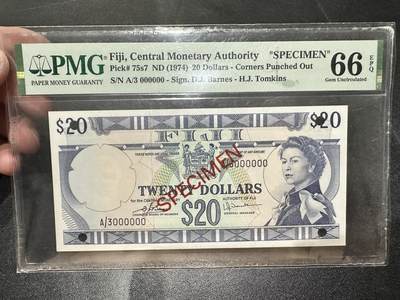 PMG
PAPER MONEY GUARANTY
Fiji, Central Monetary Authority "SPECIMEN"
Pick# 75s7 ND (1974) 20 Dollars - Corners Punched Out
S/N A/3 000000 - Sign. D.J. Barnes - H.J. Tomkins
66 EPQ
Gem Uncirculated
$20
FIJI
$20
A/3000000
TWENTY DOLLARS
SPECIMEN
$20
A/3000000